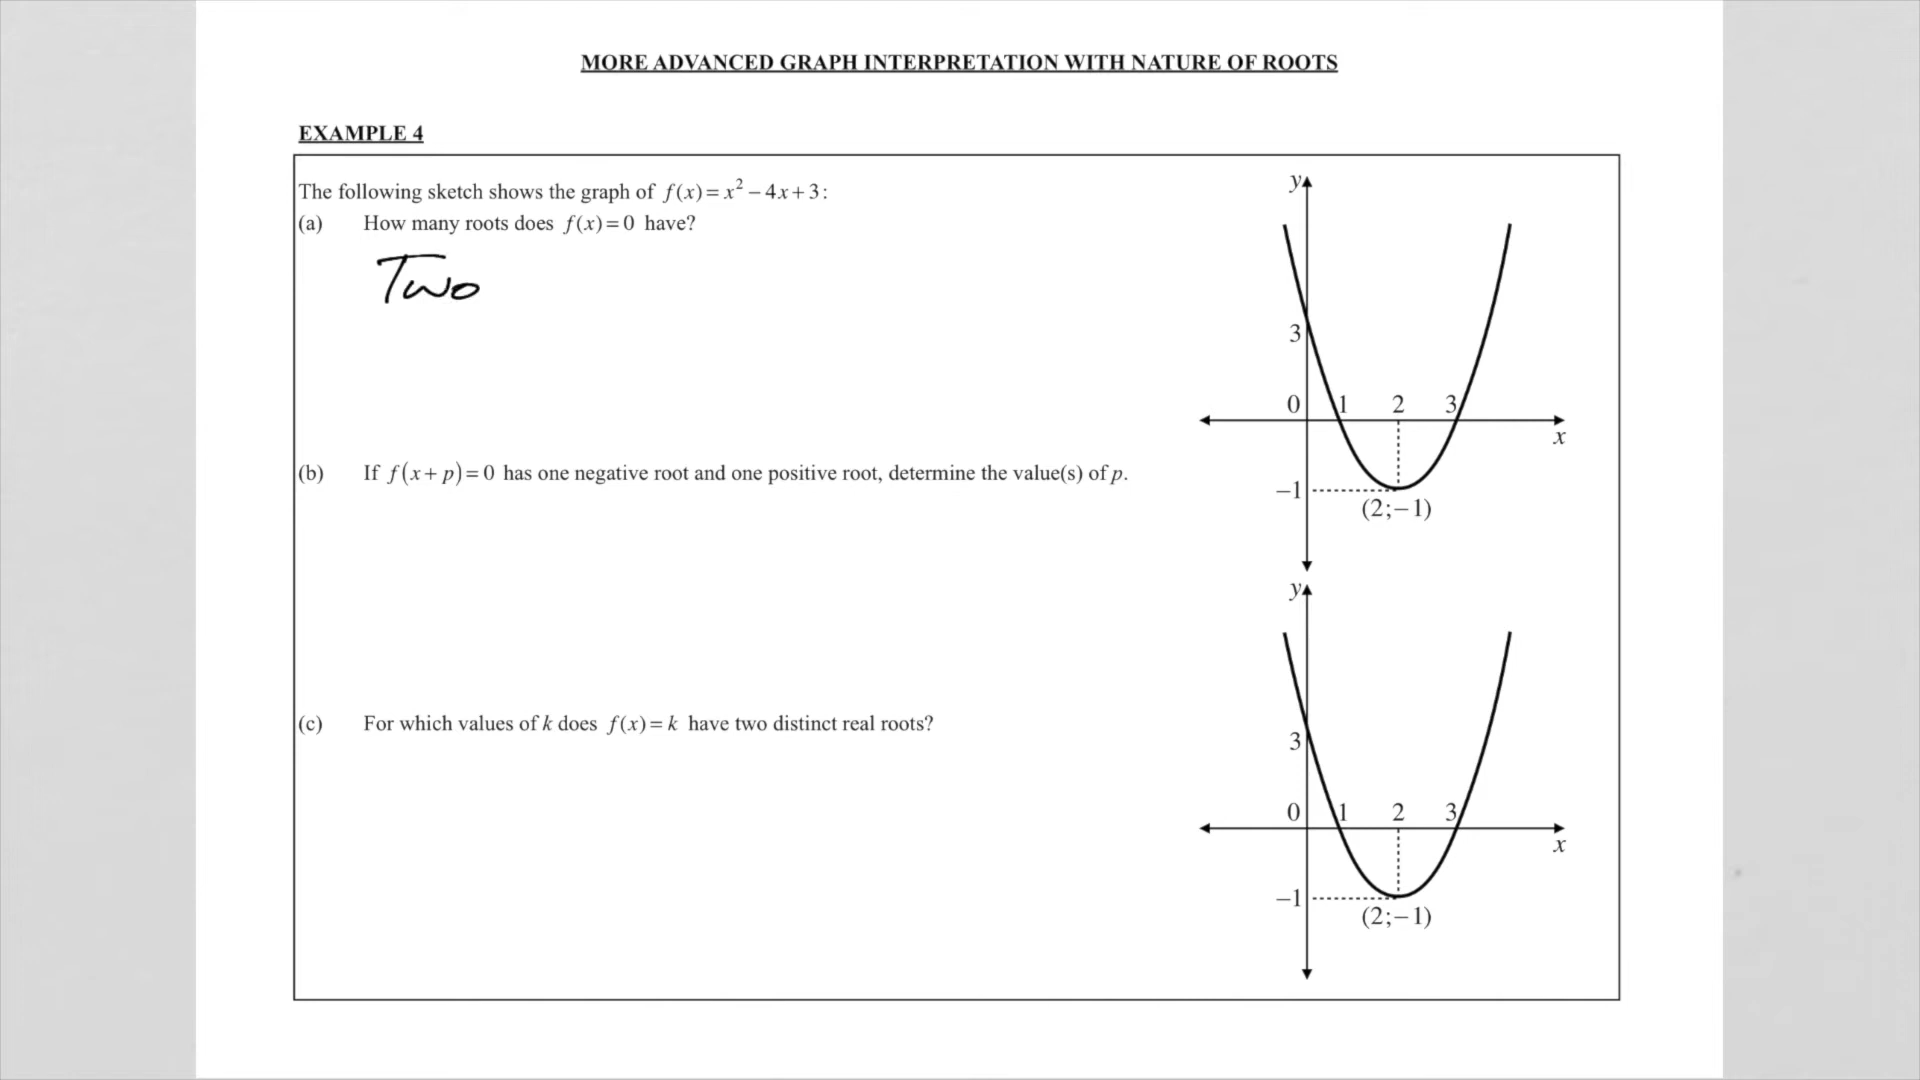 MORE ADVANCED GRAPH INTERPRETATION WITH NATURE OF ROOTS
EXAMPLE 4
The following sketch shows the graph of f(x) = x² − 4x + 3:
(a) How many roots does f(x) = 0 have?
Two
(b) If f(x + p) = 0 has one negative root and one positive root, determine the value(s) of p.
(c) For which values of k does f(x) = k have two distinct real roots?
y
3
0 1 2 3
x
−1
(2;−1)
y
3
0 1 2 3
x
−1
(2;−1)